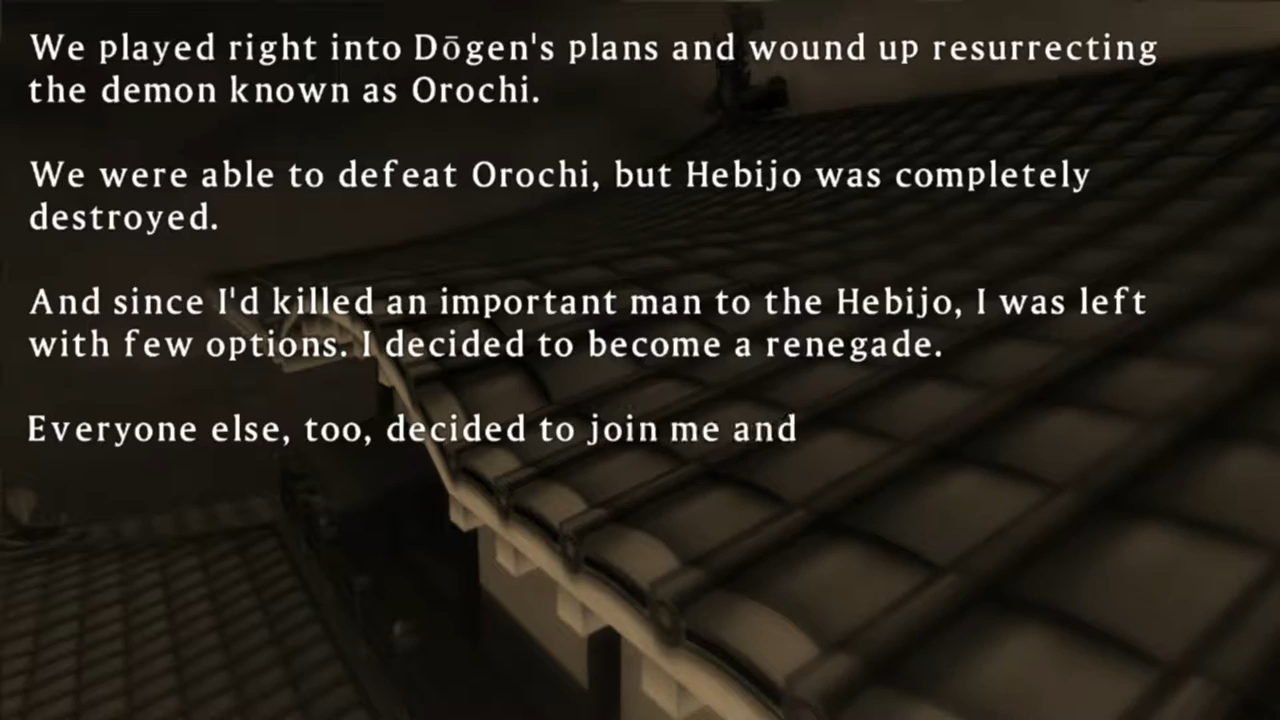 We played right into Dōgen's plans and wound up resurrecting
the demon known as Orochi.
We were able to defeat Orochi, but Hebijo was completely
destroyed.
And since I'd killed an important man to the Hebijo, I was left
with few options. I decided to become a renegade.
Everyone else, too, decided to join me and